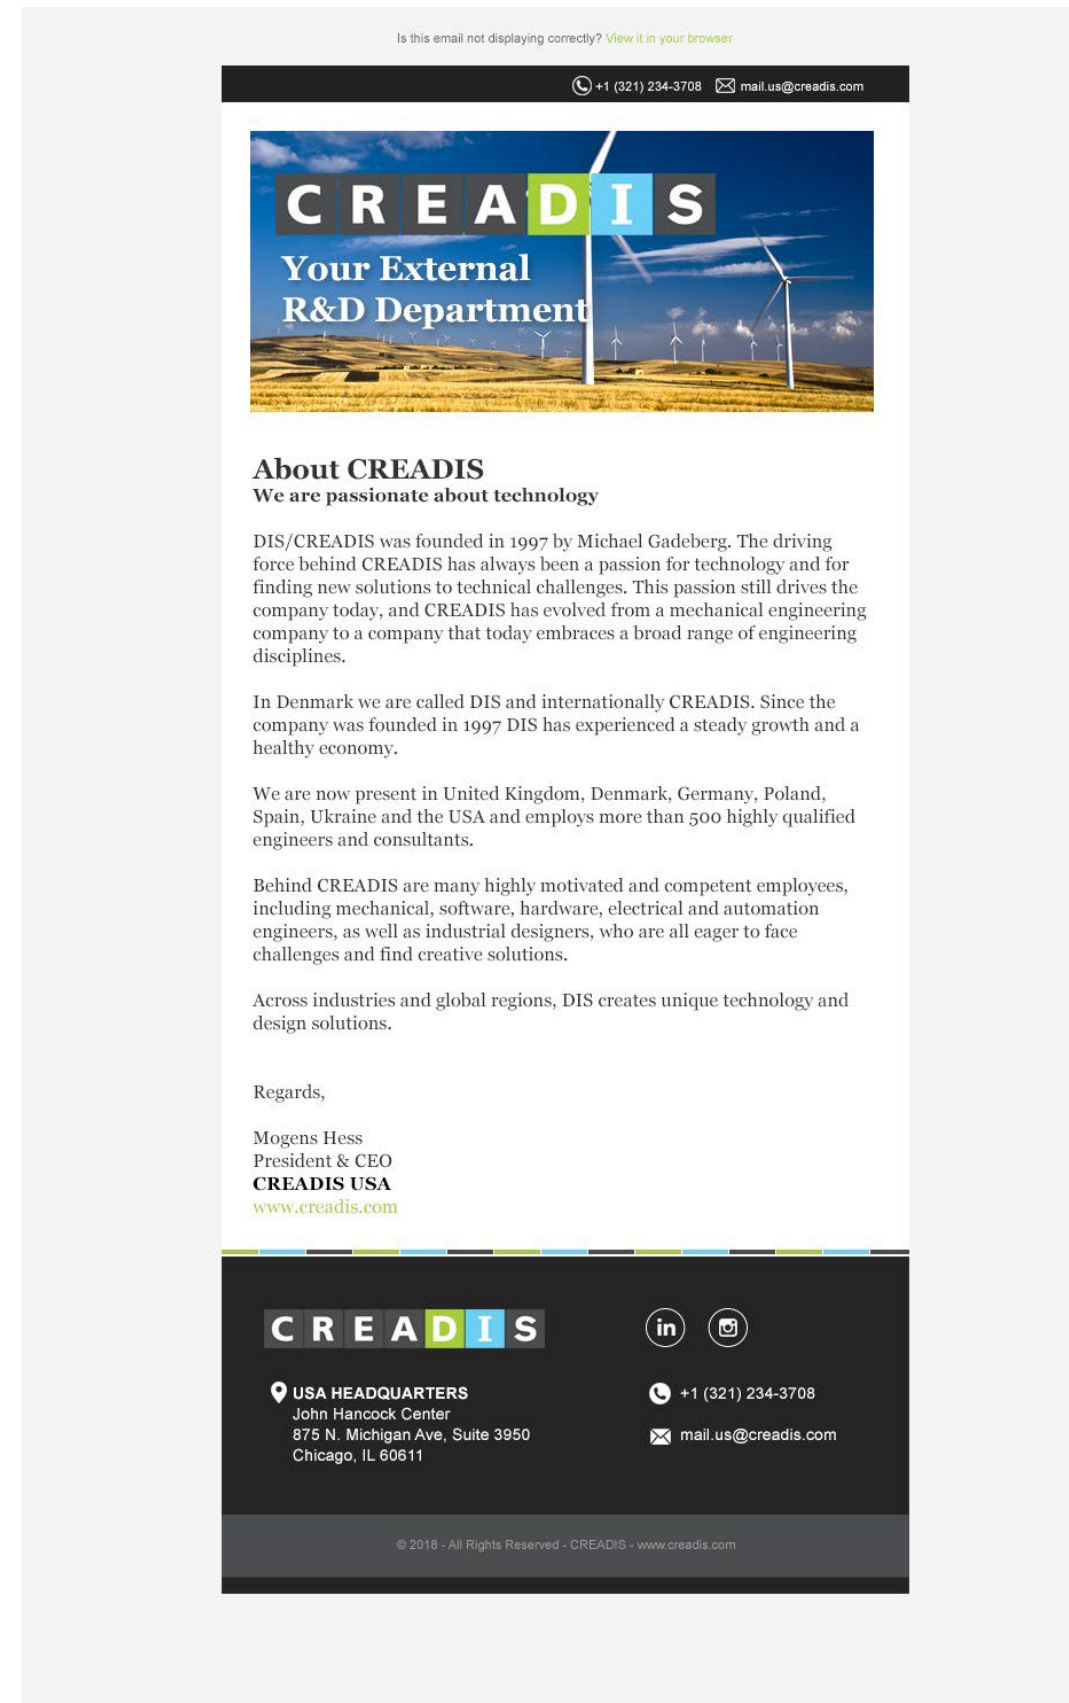 Is this email not displaying correctly? View it in your browser
+1 (321) 234-3708 mail.us@creadis.com
CREADIS
Your External
R&D Department
About CREADIS
We are passionate about technology
DIS/CREADIS was founded in 1997 by Michael Gadeberg. The driving
force behind CREADIS has always been a passion for technology and for
finding new solutions to technical challenges. This passion still drives the
company today, and CREADIS has evolved from a mechanical engineering
company to a company that today embraces a broad range of engineering
disciplines.
In Denmark we are called DIS and internationally CREADIS. Since the
company was founded in 1997 DIS has experienced a steady growth and a
healthy economy.
We are now present in United Kingdom, Denmark, Germany, Poland,
Spain, Ukraine and the USA and employs more than 500 highly qualified
engineers and consultants.
Behind CREADIS are many highly motivated and competent employees,
including mechanical, software, hardware, electrical and automation
engineers, as well as industrial designers, who are all eager to face
challenges and find creative solutions.
Across industries and global regions, DIS creates unique technology and
design solutions.
Regards,
Mogens Hess
President & CEO
CREADIS USA
www.creadis.com
CREADIS
in
USA HEADQUARTERS
John Hancock Center
875 N. Michigan Ave, Suite 3950
Chicago, IL 60611
+1 (321) 234-3708
mail.us@creadis.com
© 2018 - All Rights Reserved - CREADIS - www.creadis.com